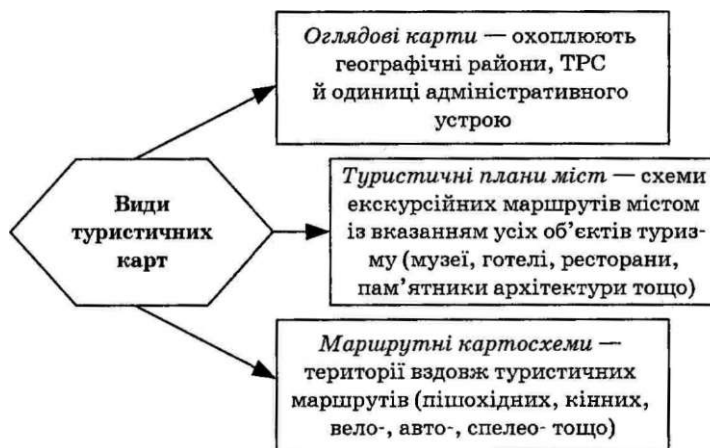 Оглядові карти — охоплюють
географічні райони, ТРС
й одиниці адміністративного
устрою
Види
туристичних
карт
Туристичні плани міст — схеми
екскурсійних маршрутів містом
із вказанням усіх об’єктів туриз-
му (музеї, готелі, ресторани,
пам’ятники архітектури тощо)
Маршрутні картосхеми —
території вздовж туристичних
маршрутів (пішохідних, кінних,
вело-, авто-, спелео- тощо)